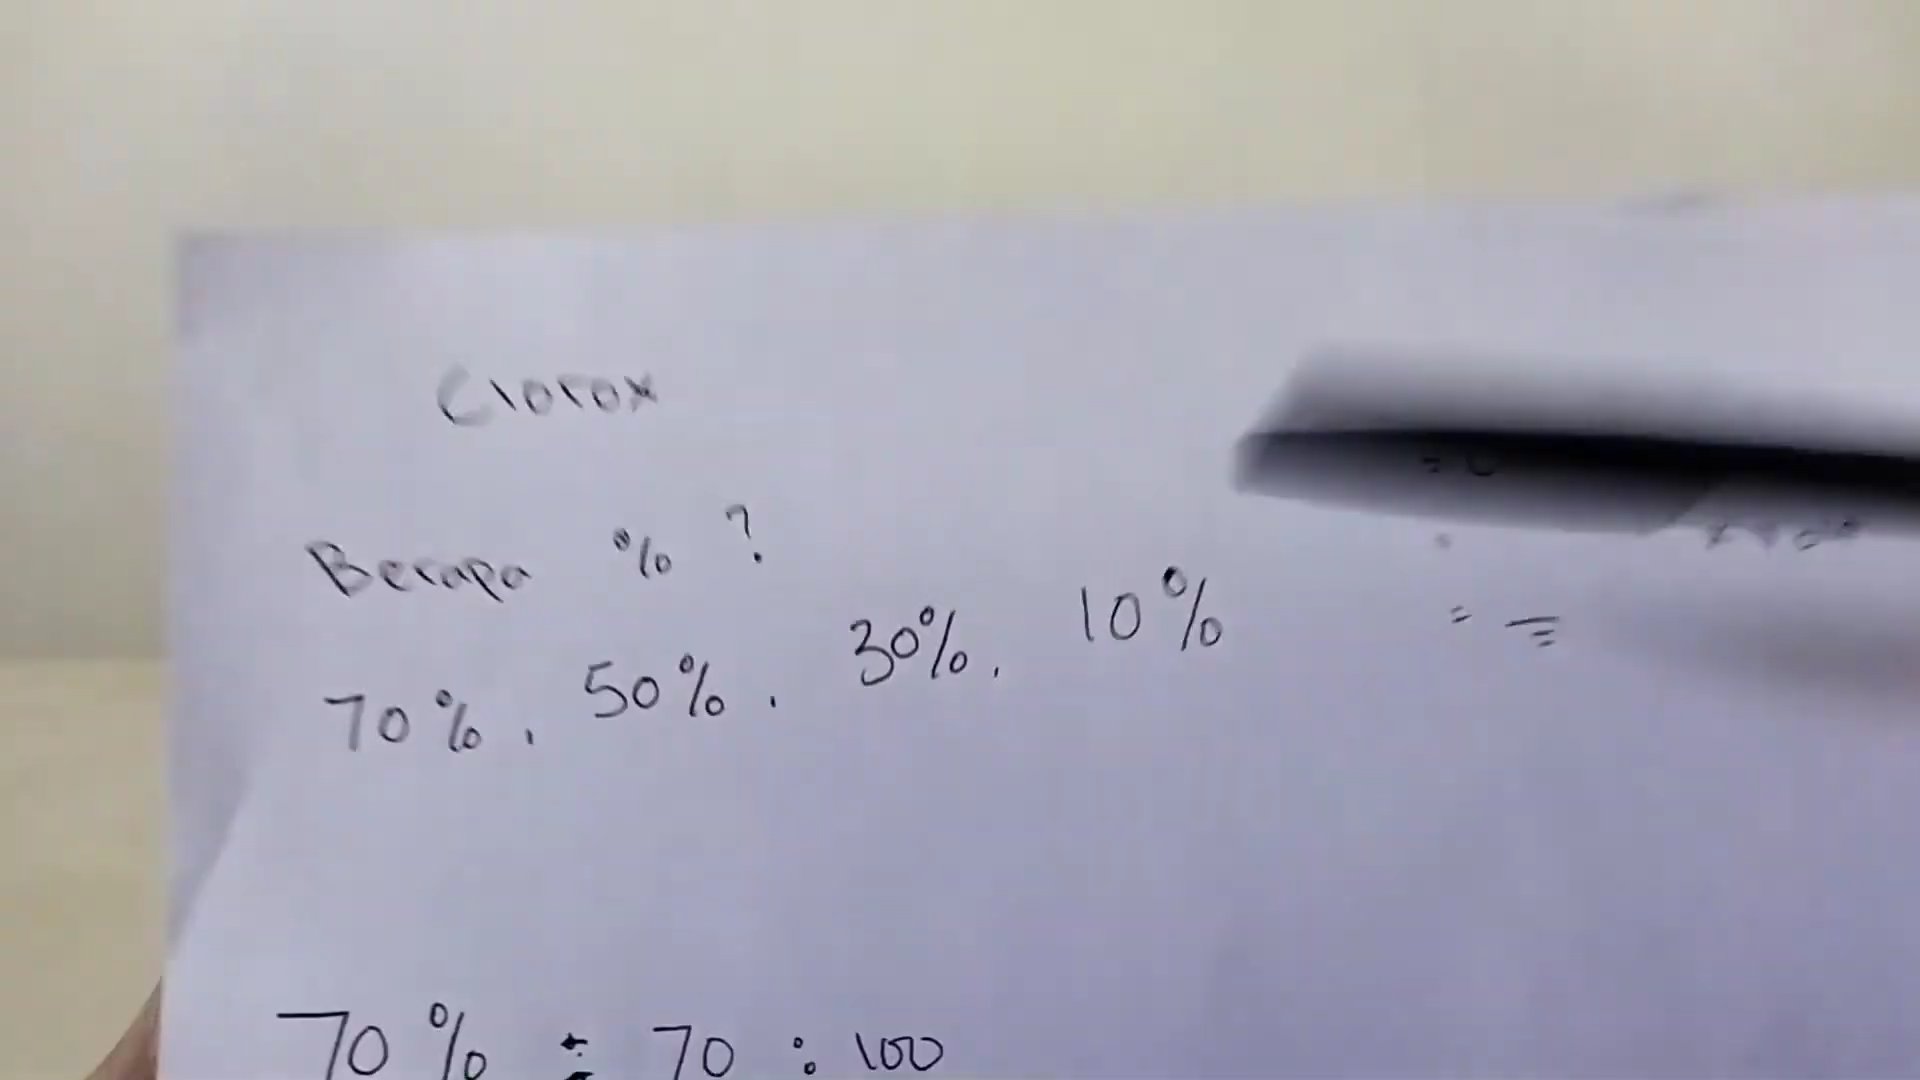 Clorox
Berapa % ?
70%, 50%, 30%, 10%
70% = 70 : 100